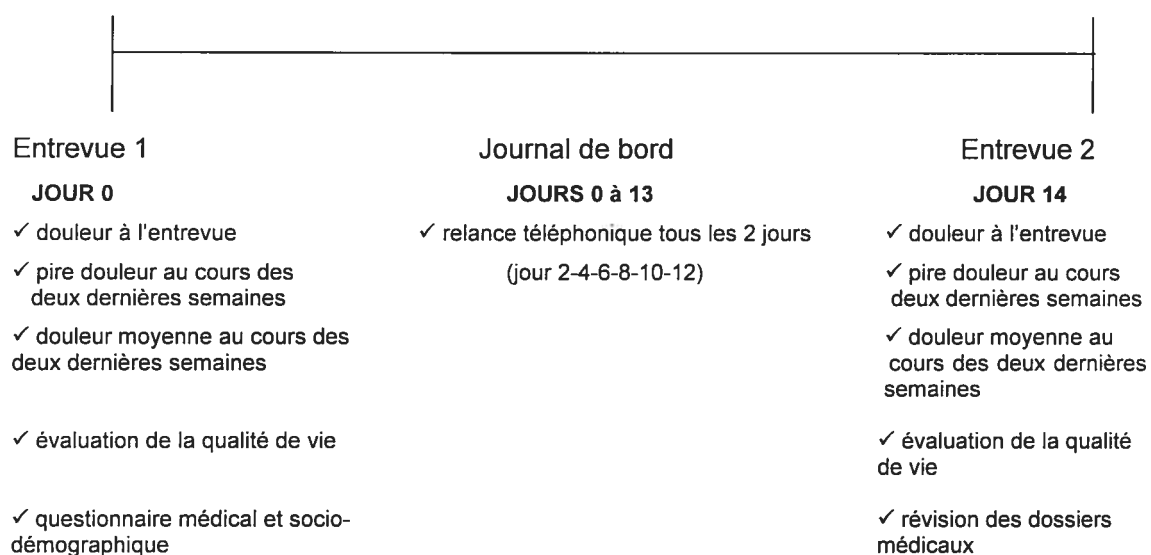 Entrevue 1
JOUR 0
✓ douleur à l'entrevue
✓ pire douleur au cours des
deux dernières semaines
✓ douleur moyenne au cours des
deux dernières semaines
✓ évaluation de la qualité de vie
✓ questionnaire médical et socio-
démographique
Journal de bord
JOURS 0 à 13
✓ relance téléphonique tous les 2 jours
(jour 2-4-6-8-10-12)
Entrevue 2
JOUR 14
✓ douleur à l'entrevue
✓ pire douleur au cours
deux dernières semaines
✓ douleur moyenne au
cours des deux dernières
semaines
✓ évaluation de la qualité
de vie
✓ révision des dossiers
médicaux